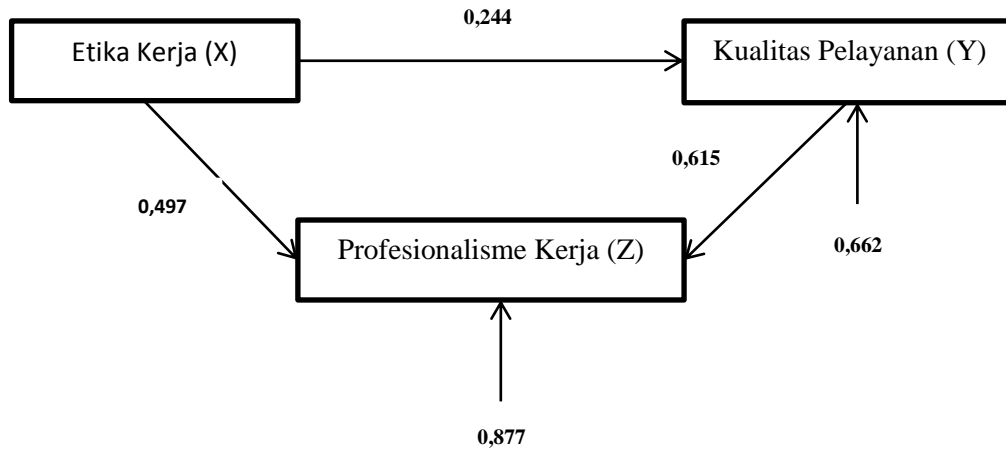 0,244
Etika Kerja (X)
Kualitas Pelayanan (Y)
0,615
0,497
Profesionalisme Kerja (Z)
0,662
0,877